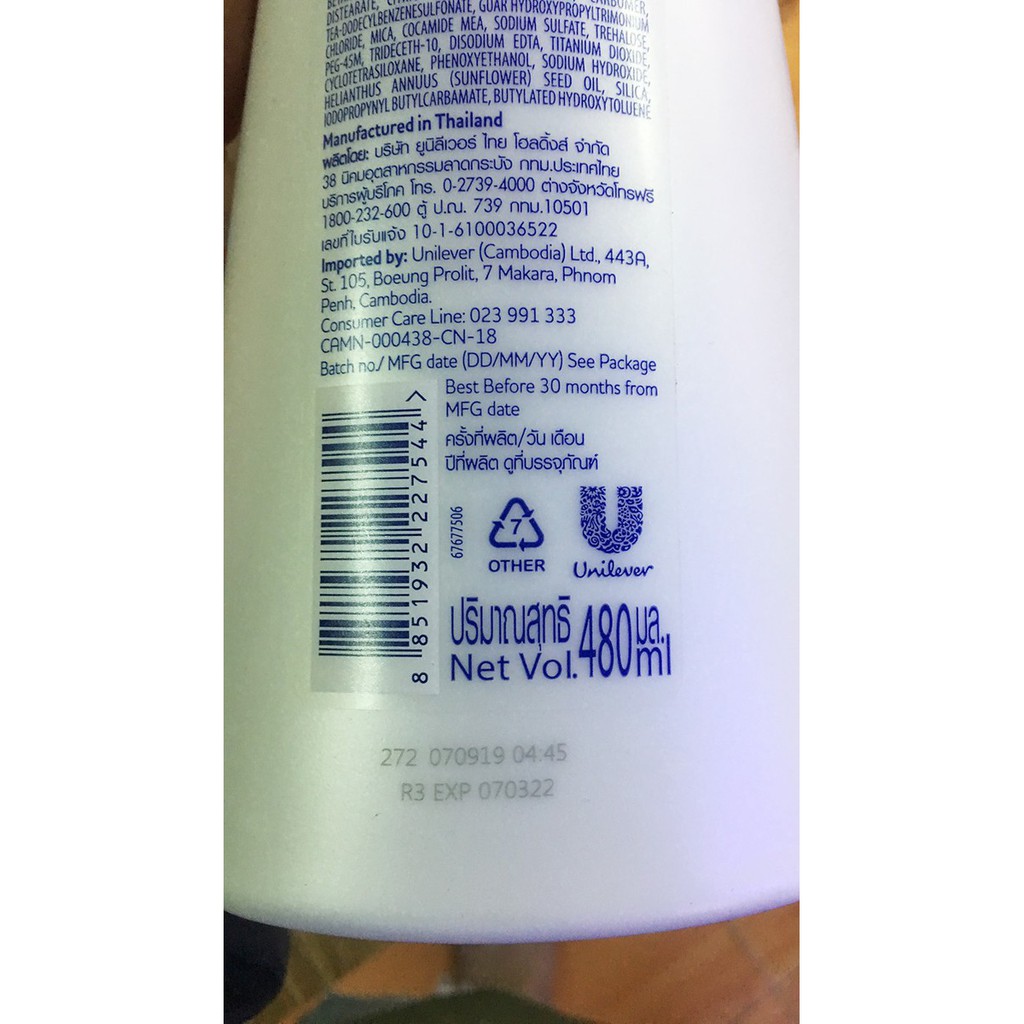 CARBOMER,
DISTEARATE,
TEA-DODECYLBENZENESULFONATE, GUAR HYDROXYPROPYLTRIMONIUM
CHLORIDE, MICA, COCAMIDE MEA, SODIUM SULFATE, TREHALOSE,
PEG-45M, TRIDECETH-10, DISODIUM EDTA, TITANIUM DIOXIDE,
CYCLOTETRASILOXANE, PHENOXYETHANOL, SODIUM HYDROXIDE,
HELIANTHUS ANNUUS (SUNFLOWER) SEED OIL, SILICA,
IODOPROPYNYL BUTYLCARBAMATE, BUTYLATED HYDROXYTOLUENE
Manufactured in Thailand
ผลิตโดย: บริษัท ยูนิลีเวอร์ ไทย โฮลดิ้งส์ จำกัด
38 นิคมอุตสาหกรรมลาดกระบัง กทม.ประเทศไทย
บริการผู้บริโภค โทร. 0-2739-4000 ต่างจังหวัดโทรฟรี
1800-232-600 ตู้ ป.ณ. 739 กทม.10501
เลขที่ใบรับแจ้ง 10-1-6100036522
Imported by: Unilever (Cambodia) Ltd., 443A,
St. 105, Boeung Prolit, 7 Makara, Phnom
Penh, Cambodia.
Consumer Care Line: 023 991 333
CAMN-000438-CN-18
Batch no./ MFG date (DD/MM/YY) See Package
Best Before 30 months from
MFG date
ครั้งที่ผลิต/วัน เดือน
ปีที่ผลิต ดูที่บรรจุภัณฑ์
8 851932 227544 >
67677506
7
OTHER
Unilever
ปริมาณสุทธิ 480 มล.
Net Vol. ml
272 070919 04:45
R3 EXP 070322